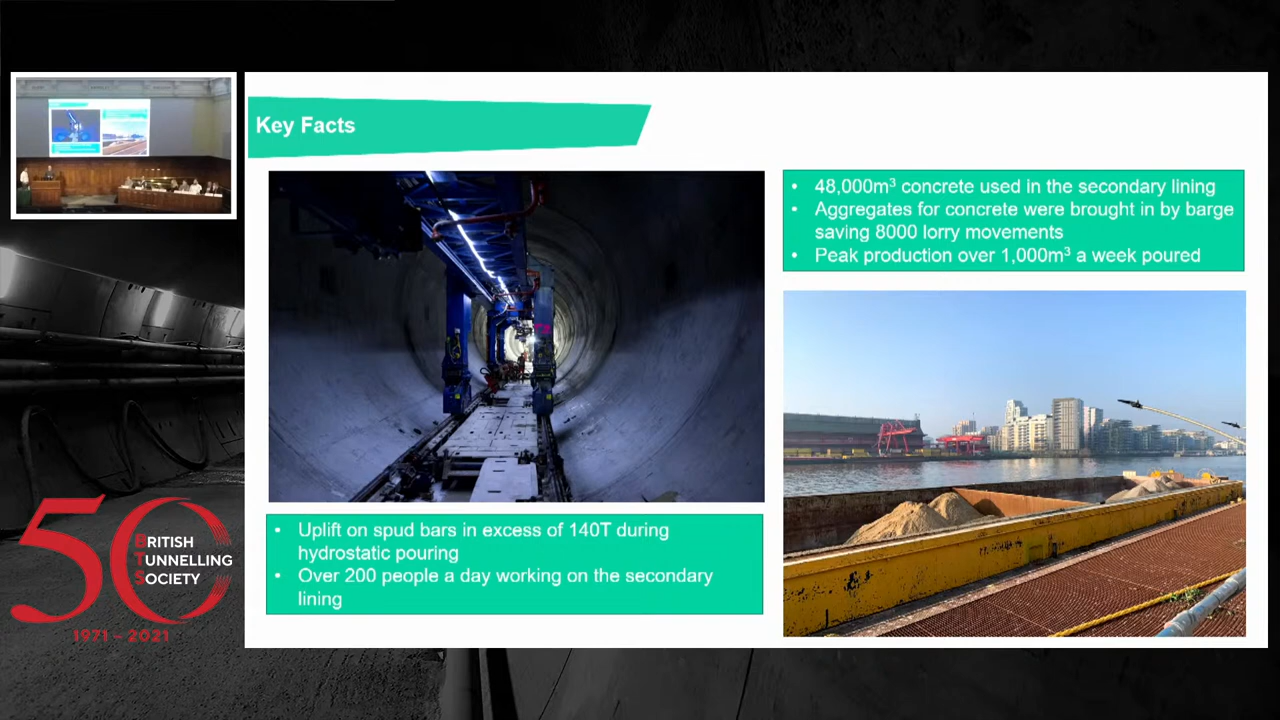 Key Facts
• 48,000m³ concrete used in the secondary lining
• Aggregates for concrete were brought in by barge
saving 8000 lorry movements
• Peak production over 1,000m³ a week poured
• Uplift on spud bars in excess of 140T during
hydrostatic pouring
• Over 200 people a day working on the secondary
lining
50
BRITISH
TUNNELLING
SOCIETY
1971 – 2021